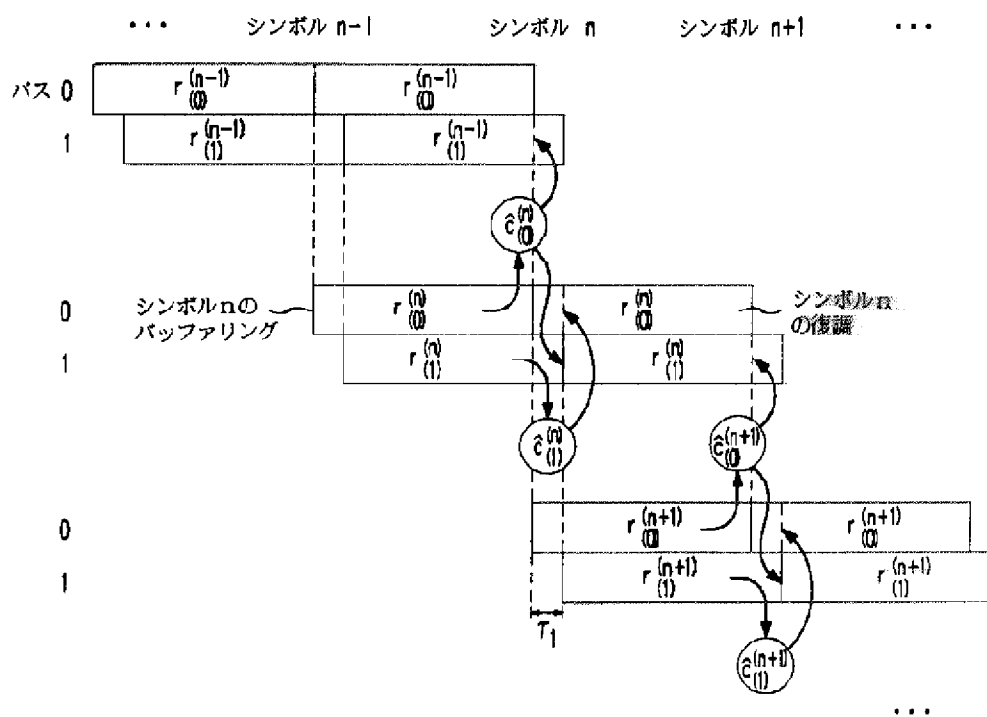 ・・・ シンボル n-1 シンボル n シンボル n+1 ・・・
パス 0 r (n-1) (0) r (n-1) (0)
1 r (n-1) (1) r (n-1) (1)
ĉ (n) (0)
シンボルnの
バッファリング
0 r (n) (0) r (n) (0)
シンボルn
の復調
1 r (n) (1) r (n) (1)
ĉ (n) (1) ĉ (n+1) (0)
0 r (n+1) (0) r (n+1) (0)
1 r (n+1) (1) r (n+1) (1)
τ1
ĉ (n+1) (1)
・・・